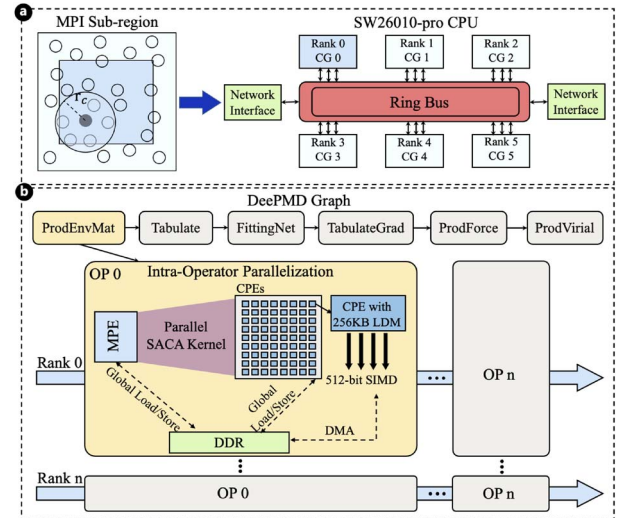 a
MPI Sub-region
SW26010-pro CPU
r_c
Rank 0
CG 0
Rank 1
CG 1
Rank 2
CG 2
Network
Interface
Ring Bus
Network
Interface
Rank 3
CG 3
Rank 4
CG 4
Rank 5
CG 5
b
DeePMD Graph
ProdEnvMat
Tabulate
FittingNet
TabulateGrad
ProdForce
ProdVirial
OP 0
Intra-Operator Parallelization
CPEs
MPE
Parallel
SACA Kernel
CPE with
256KB LDM
512-bit SIMD
Global Load/Store
Global
Load/Store
DMA
DDR
Rank 0
...
OP n
Rank n
OP 0
...
OP n